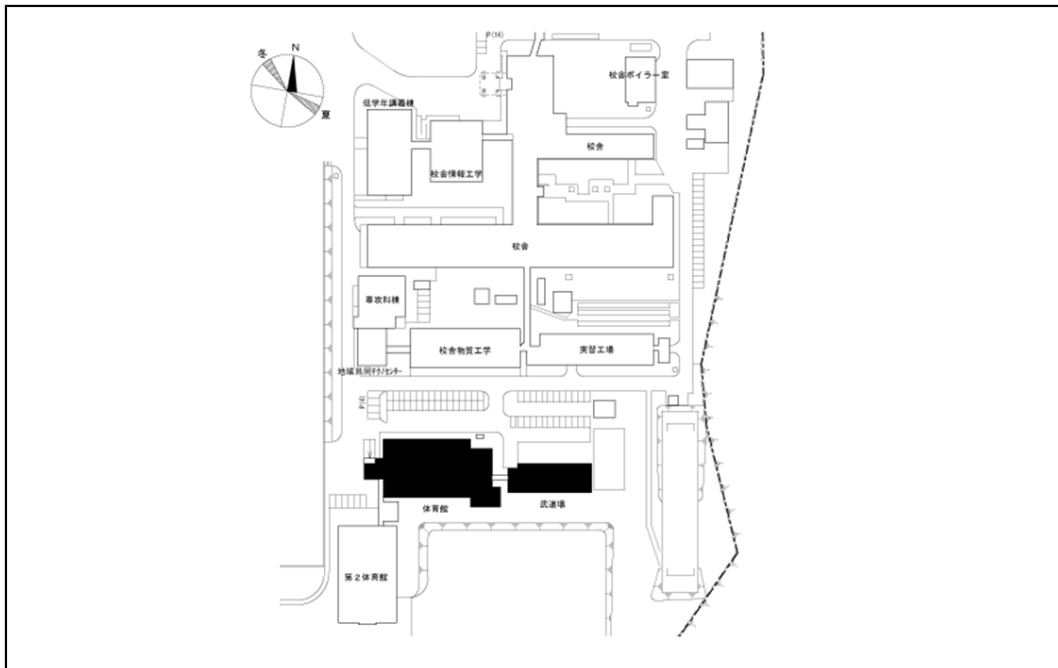 P(14)
冬
N
夏
校舎ボイラー室
低学年講義棟
校舎
校舎情報工学
校舎
専攻科棟
校舎物質工学
実習工場
地域共同テクノセンター
P(4)
体育館
武道場
第2体育館